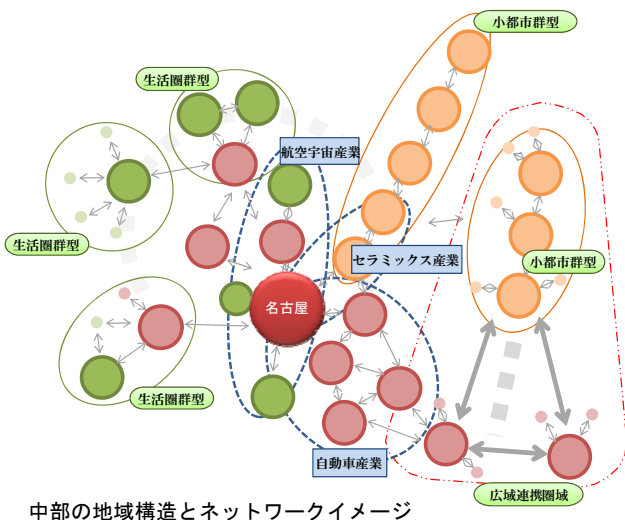 小都市群型
生活圏群型
航空宇宙産業
生活圏群型
セラミックス産業
小都市群型
名古屋
生活圏群型
自動車産業
広域連携圏域
中部の地域構造とネットワークイメージ